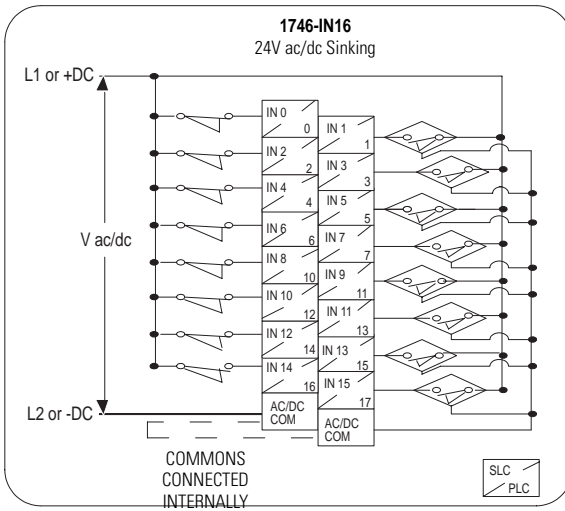 1746-IN16
24V ac/dc Sinking
L1 or +DC
IN 0
0
IN 1
1
IN 2
2
IN 3
3
IN 4
4
IN 5
5
V ac/dc
IN 6
6
IN 7
7
IN 8
10
IN 9
11
IN 10
12
IN 11
13
IN 12
14
IN 13
15
IN 14
16
IN 15
17
L2 or -DC
AC/DC
COM
AC/DC
COM
COMMONS
CONNECTED
INTERNALLY
SLC
PLC